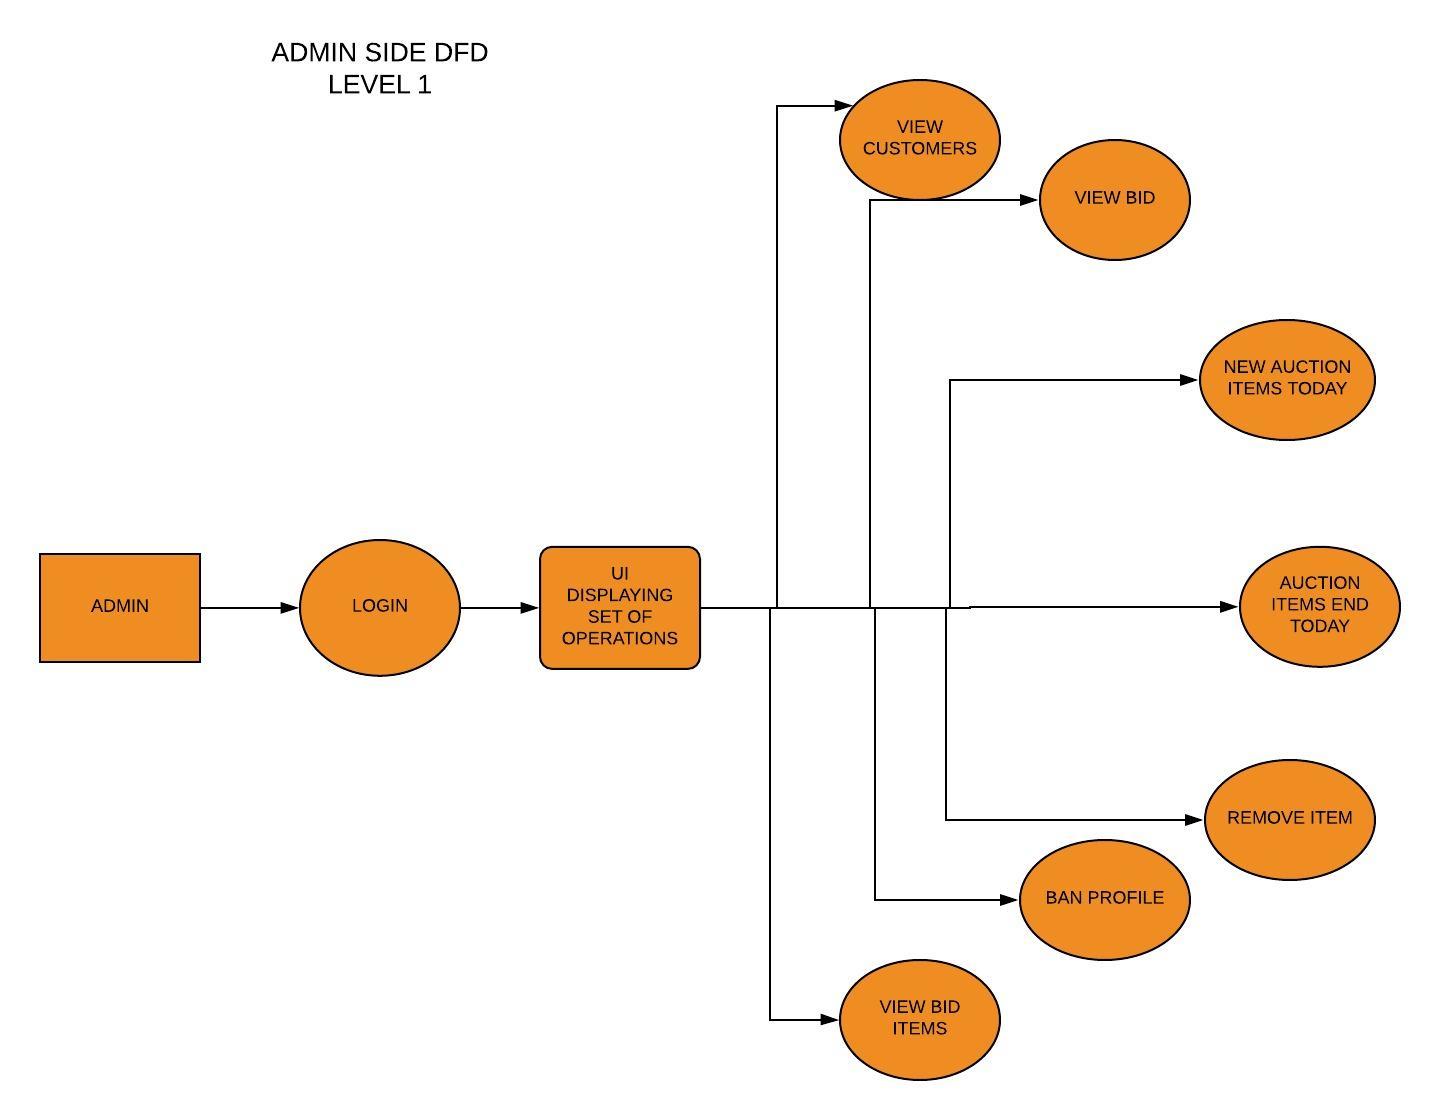 ADMIN SIDE DFD
LEVEL 1
VIEW
CUSTOMERS
VIEW BID
NEW AUCTION
ITEMS TODAY
ADMIN
LOGIN
UI
DISPLAYING
SET OF
OPERATIONS
AUCTION
ITEMS END
TODAY
REMOVE ITEM
BAN PROFILE
VIEW BID
ITEMS